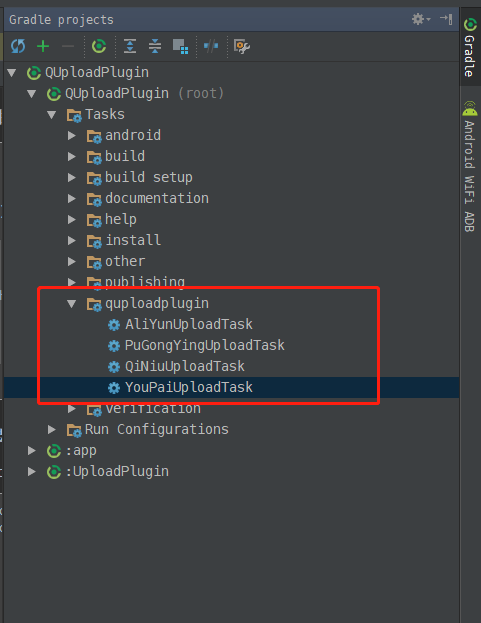 Gradle projects
QUploadPlugin
QUploadPlugin (root)
Tasks
android
build
build setup
documentation
help
install
other
publishing
quploadplugin
AliYunUploadTask
PuGongYingUploadTask
QiNiuUploadTask
YouPaiUploadTask
verification
Run Configurations
:app
:UploadPlugin
Gradle
Android WiFi ADB